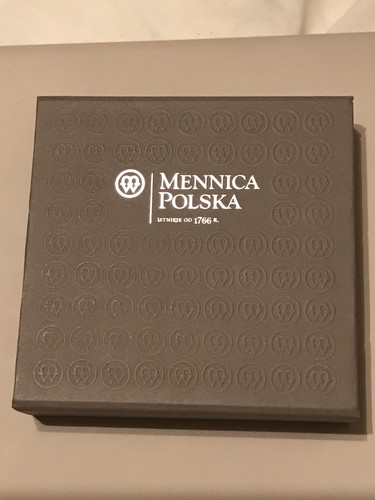 MENNICA
POLSKA
ISTNIEJE OD 1766 R.